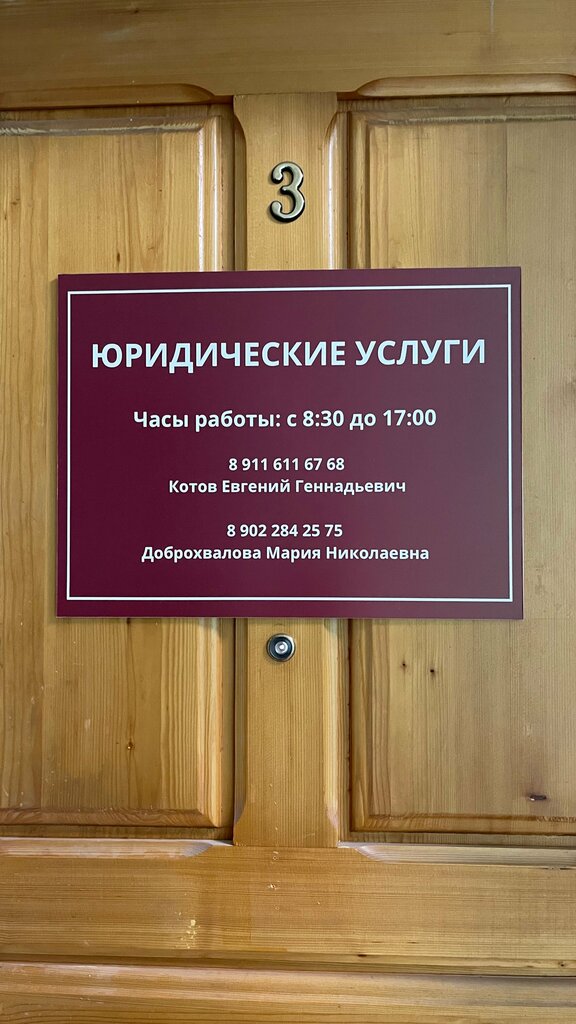 3
ЮРИДИЧЕСКИЕ УСЛУГИ
Часы работы: с 8:30 до 17:00
8 911 611 67 68
Котов Евгений Геннадьевич
8 902 284 25 75
Доброхвалова Мария Николаевна